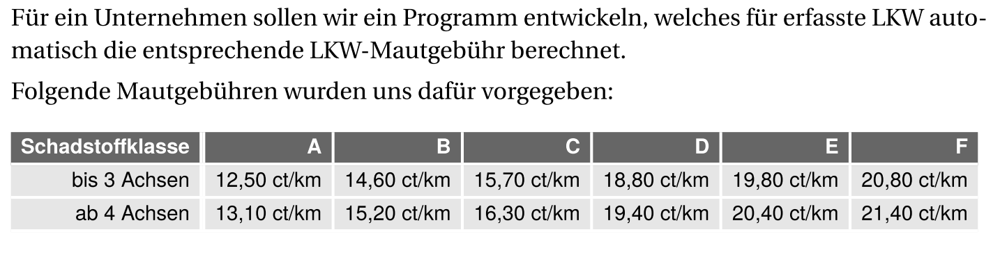 Für ein Unternehmen sollen wir ein Programm entwickeln, welches für erfasste LKW auto-
matisch die entsprechende LKW-Mautgebühr berechnet.
Folgende Mautgebühren wurden uns dafür vorgegeben:
Schadstoffklasse A B C D E F
bis 3 Achsen 12,50 ct/km 14,60 ct/km 15,70 ct/km 18,80 ct/km 19,80 ct/km 20,80 ct/km
ab 4 Achsen 13,10 ct/km 15,20 ct/km 16,30 ct/km 19,40 ct/km 20,40 ct/km 21,40 ct/km